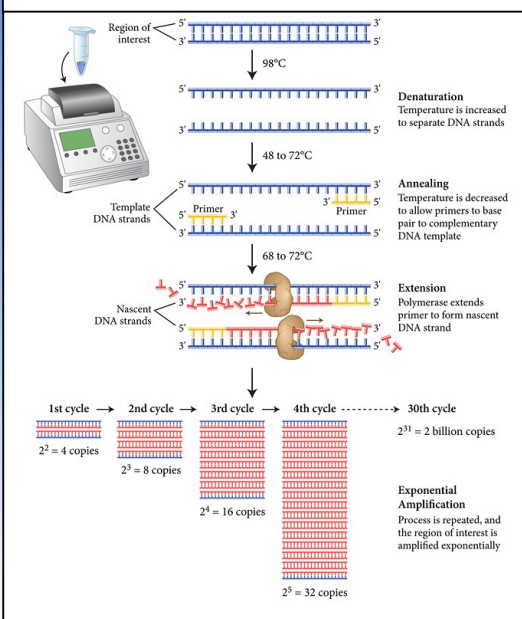 Region of
interest
5'
3'
3'
5'
98°C
5'
3'
3'
5'
Denaturation
Temperature is increased
to separate DNA strands
48 to 72°C
5'
3'
3'
5'
Primer
Template
DNA strands
Primer
5'
3'
3'
5'
Annealing
Temperature is decreased
to allow primers to base
pair to complementary
DNA template
68 to 72°C
5'
3'
3'
5'
Nascent
DNA strands
5'
3'
3'
5'
Extension
Polymerase extends
primer to form nascent
DNA strand
1st cycle
2nd cycle
3rd cycle
4th cycle
30th cycle
2² = 4 copies
2³ = 8 copies
2⁴ = 16 copies
2⁵ = 32 copies
2³¹ = 2 billion copies
Exponential
Amplification
Process is repeated, and
the region of interest is
amplified exponentially